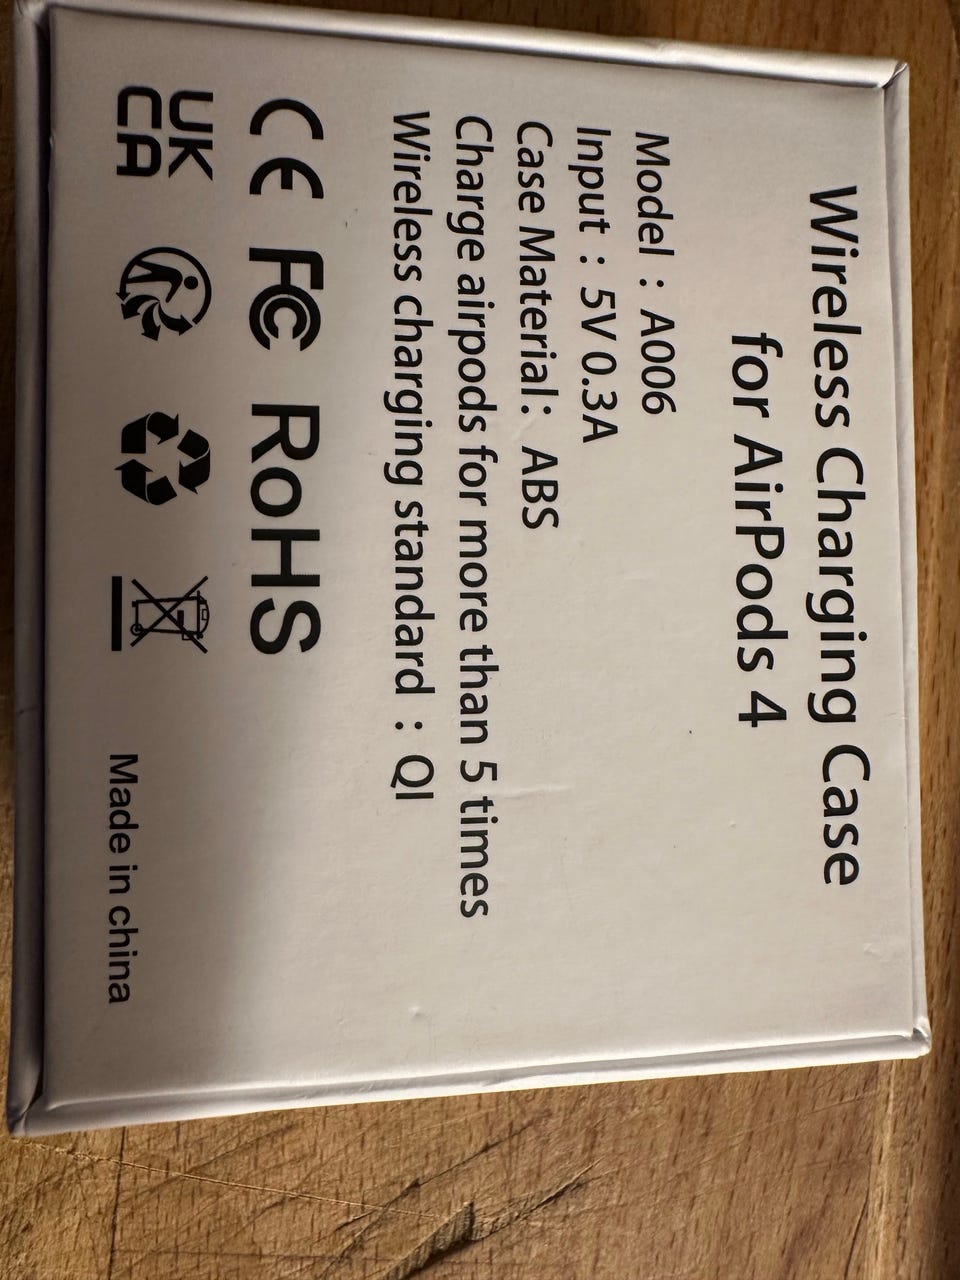 Wireless Charging Case
for AirPods 4
Model : A006
Input : 5V 0.3A
Case Material: ABS
Charge airpods for more than 5 times
Wireless charging standard : QI
CE FC RoHS
UK
CA
Made in china